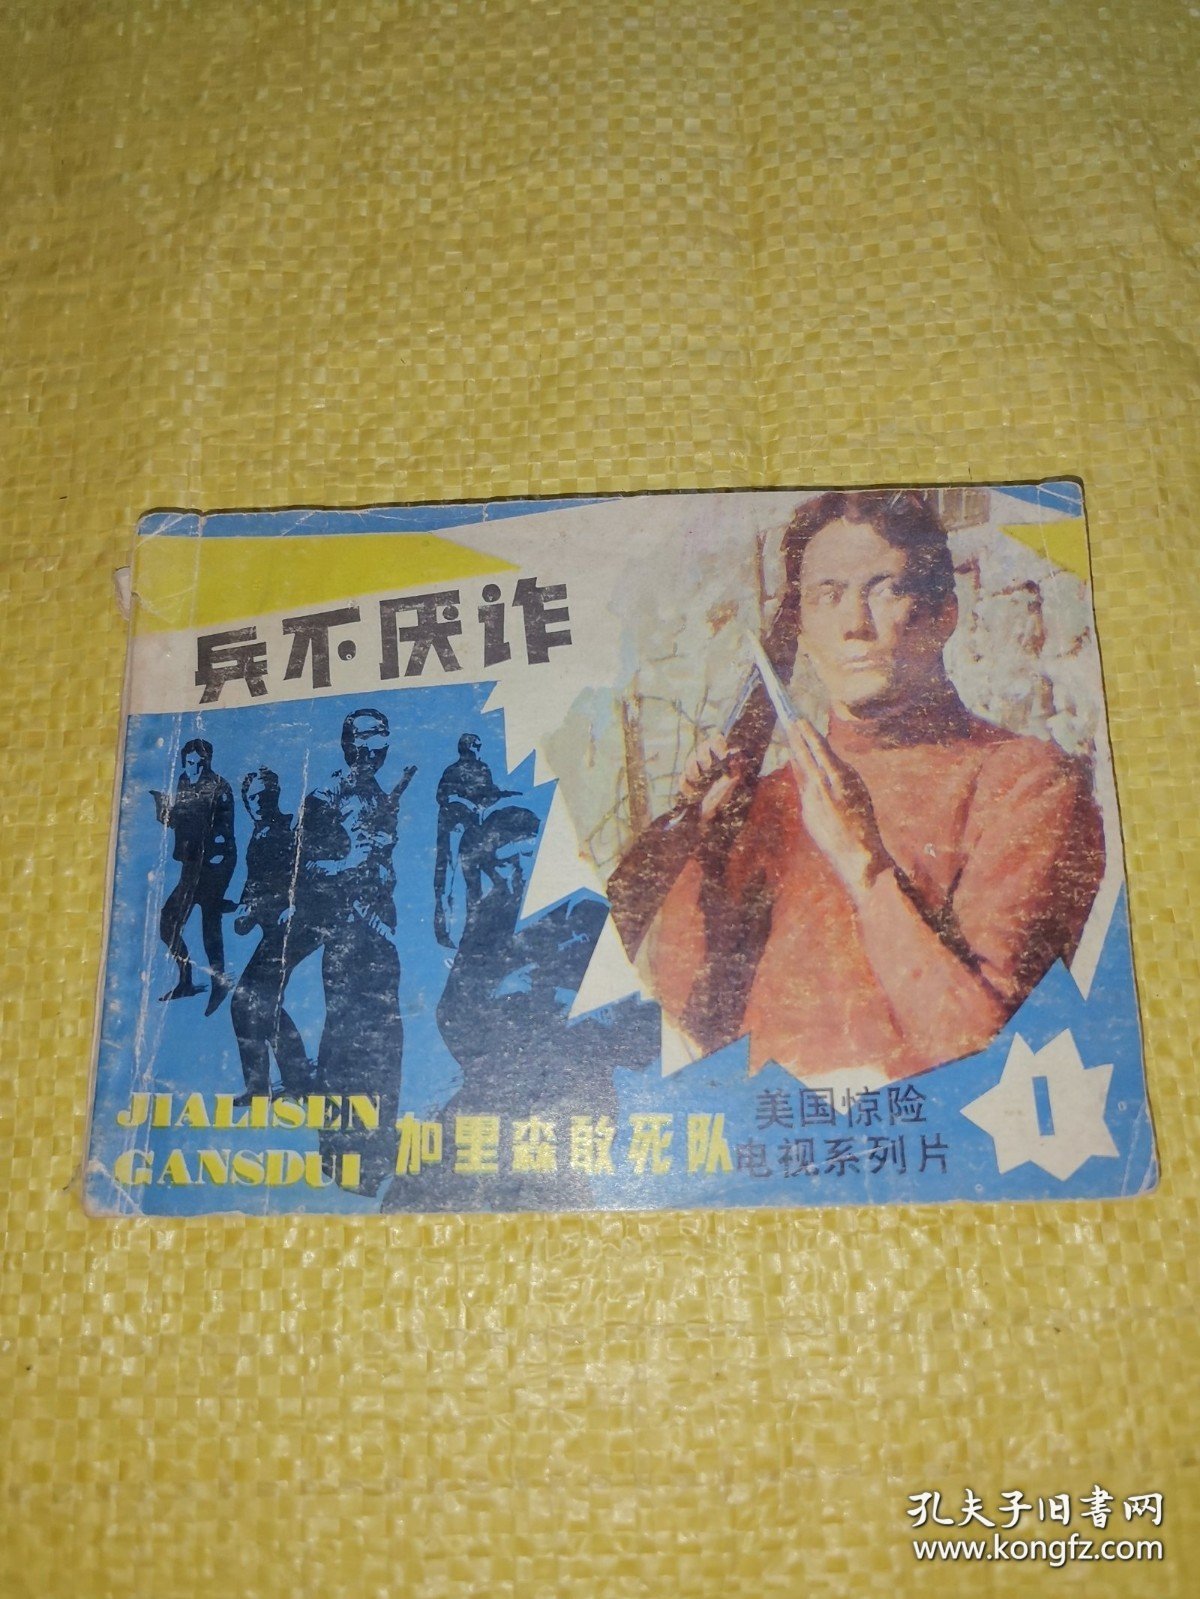 兵不厌诈
JIALISEN
GANSDUI
加里森敢死队
美国惊险
电视系列片
1
孔夫子旧书网
www.kongfz.com